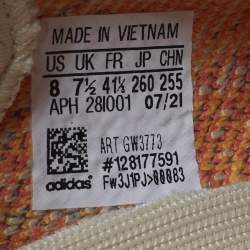 MADE IN VIETNAM
US UK FR JP CHN
8 7½ 41⅓ 260 255
APH 28I001 07/21
ART GW3773
#128177591
adidas FW3J1PJ>00083